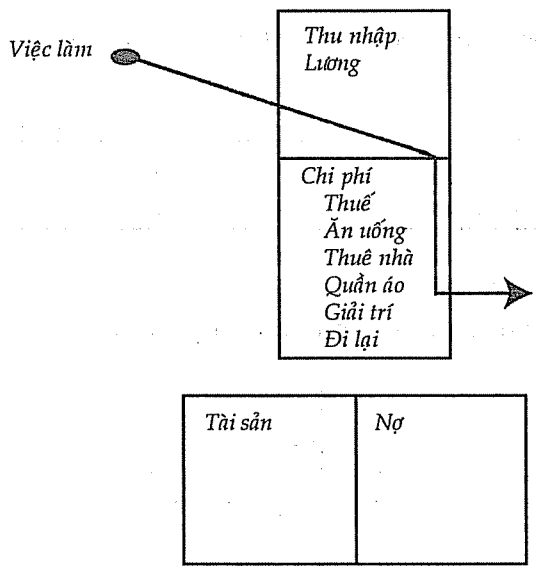 Việc làm
Thu nhập
Lương
Chi phí
Thuế
Ăn uống
Thuê nhà
Quần áo
Giải trí
Đi lại
Tài sản
Nợ